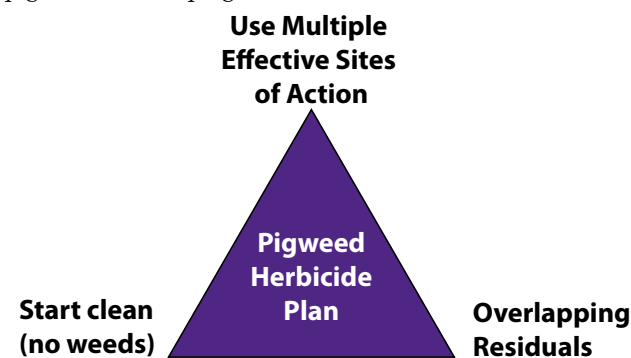 Use Multiple
Effective Sites
of Action
Pigweed
Herbicide
Plan
Start clean
(no weeds)
Overlapping
Residuals